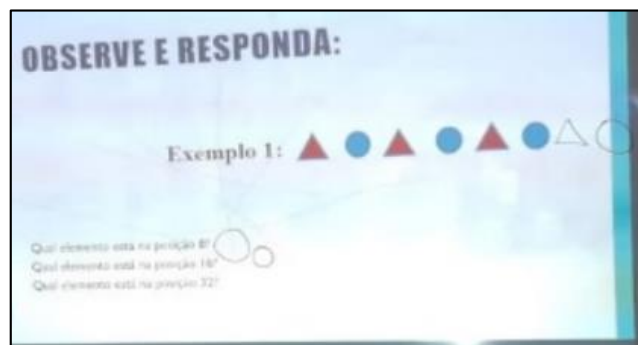 OBSERVE E RESPONDA:
Exemplo 1:
Qual elemento está na posição 8?
Qual elemento está na posição 16?
Qual elemento está na posição 32?